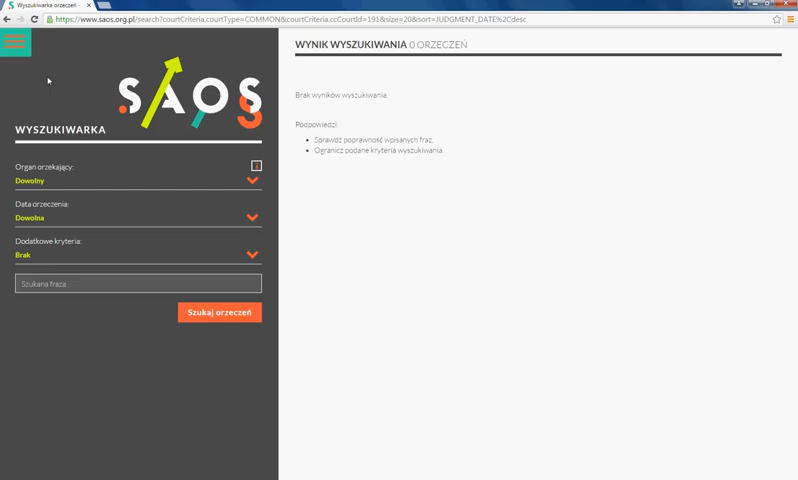 Wyszukiwarka orzeczeń -
https://www.saos.org.pl/search?courtCriteria.courtType=COMMON&courtCriteria.ccCourtId=191&size=20&sort=JUDGMENT_DATE%2Cdesc
SAOS
WYSZUKIWARKA
Organ orzekający:
Dowolny
Data orzeczenia:
Dowolna
Dodatkowe kryteria:
Brak
Szukana fraza
Szukaj orzeczeń
WYNIK WYSZUKIWANIA 0 ORZECZEŃ
Brak wyników wyszukiwania.
Podpowiedzi:
• Sprawdź poprawność wpisanych fraz,
• Ogranicz podane kryteria wyszukiwania.